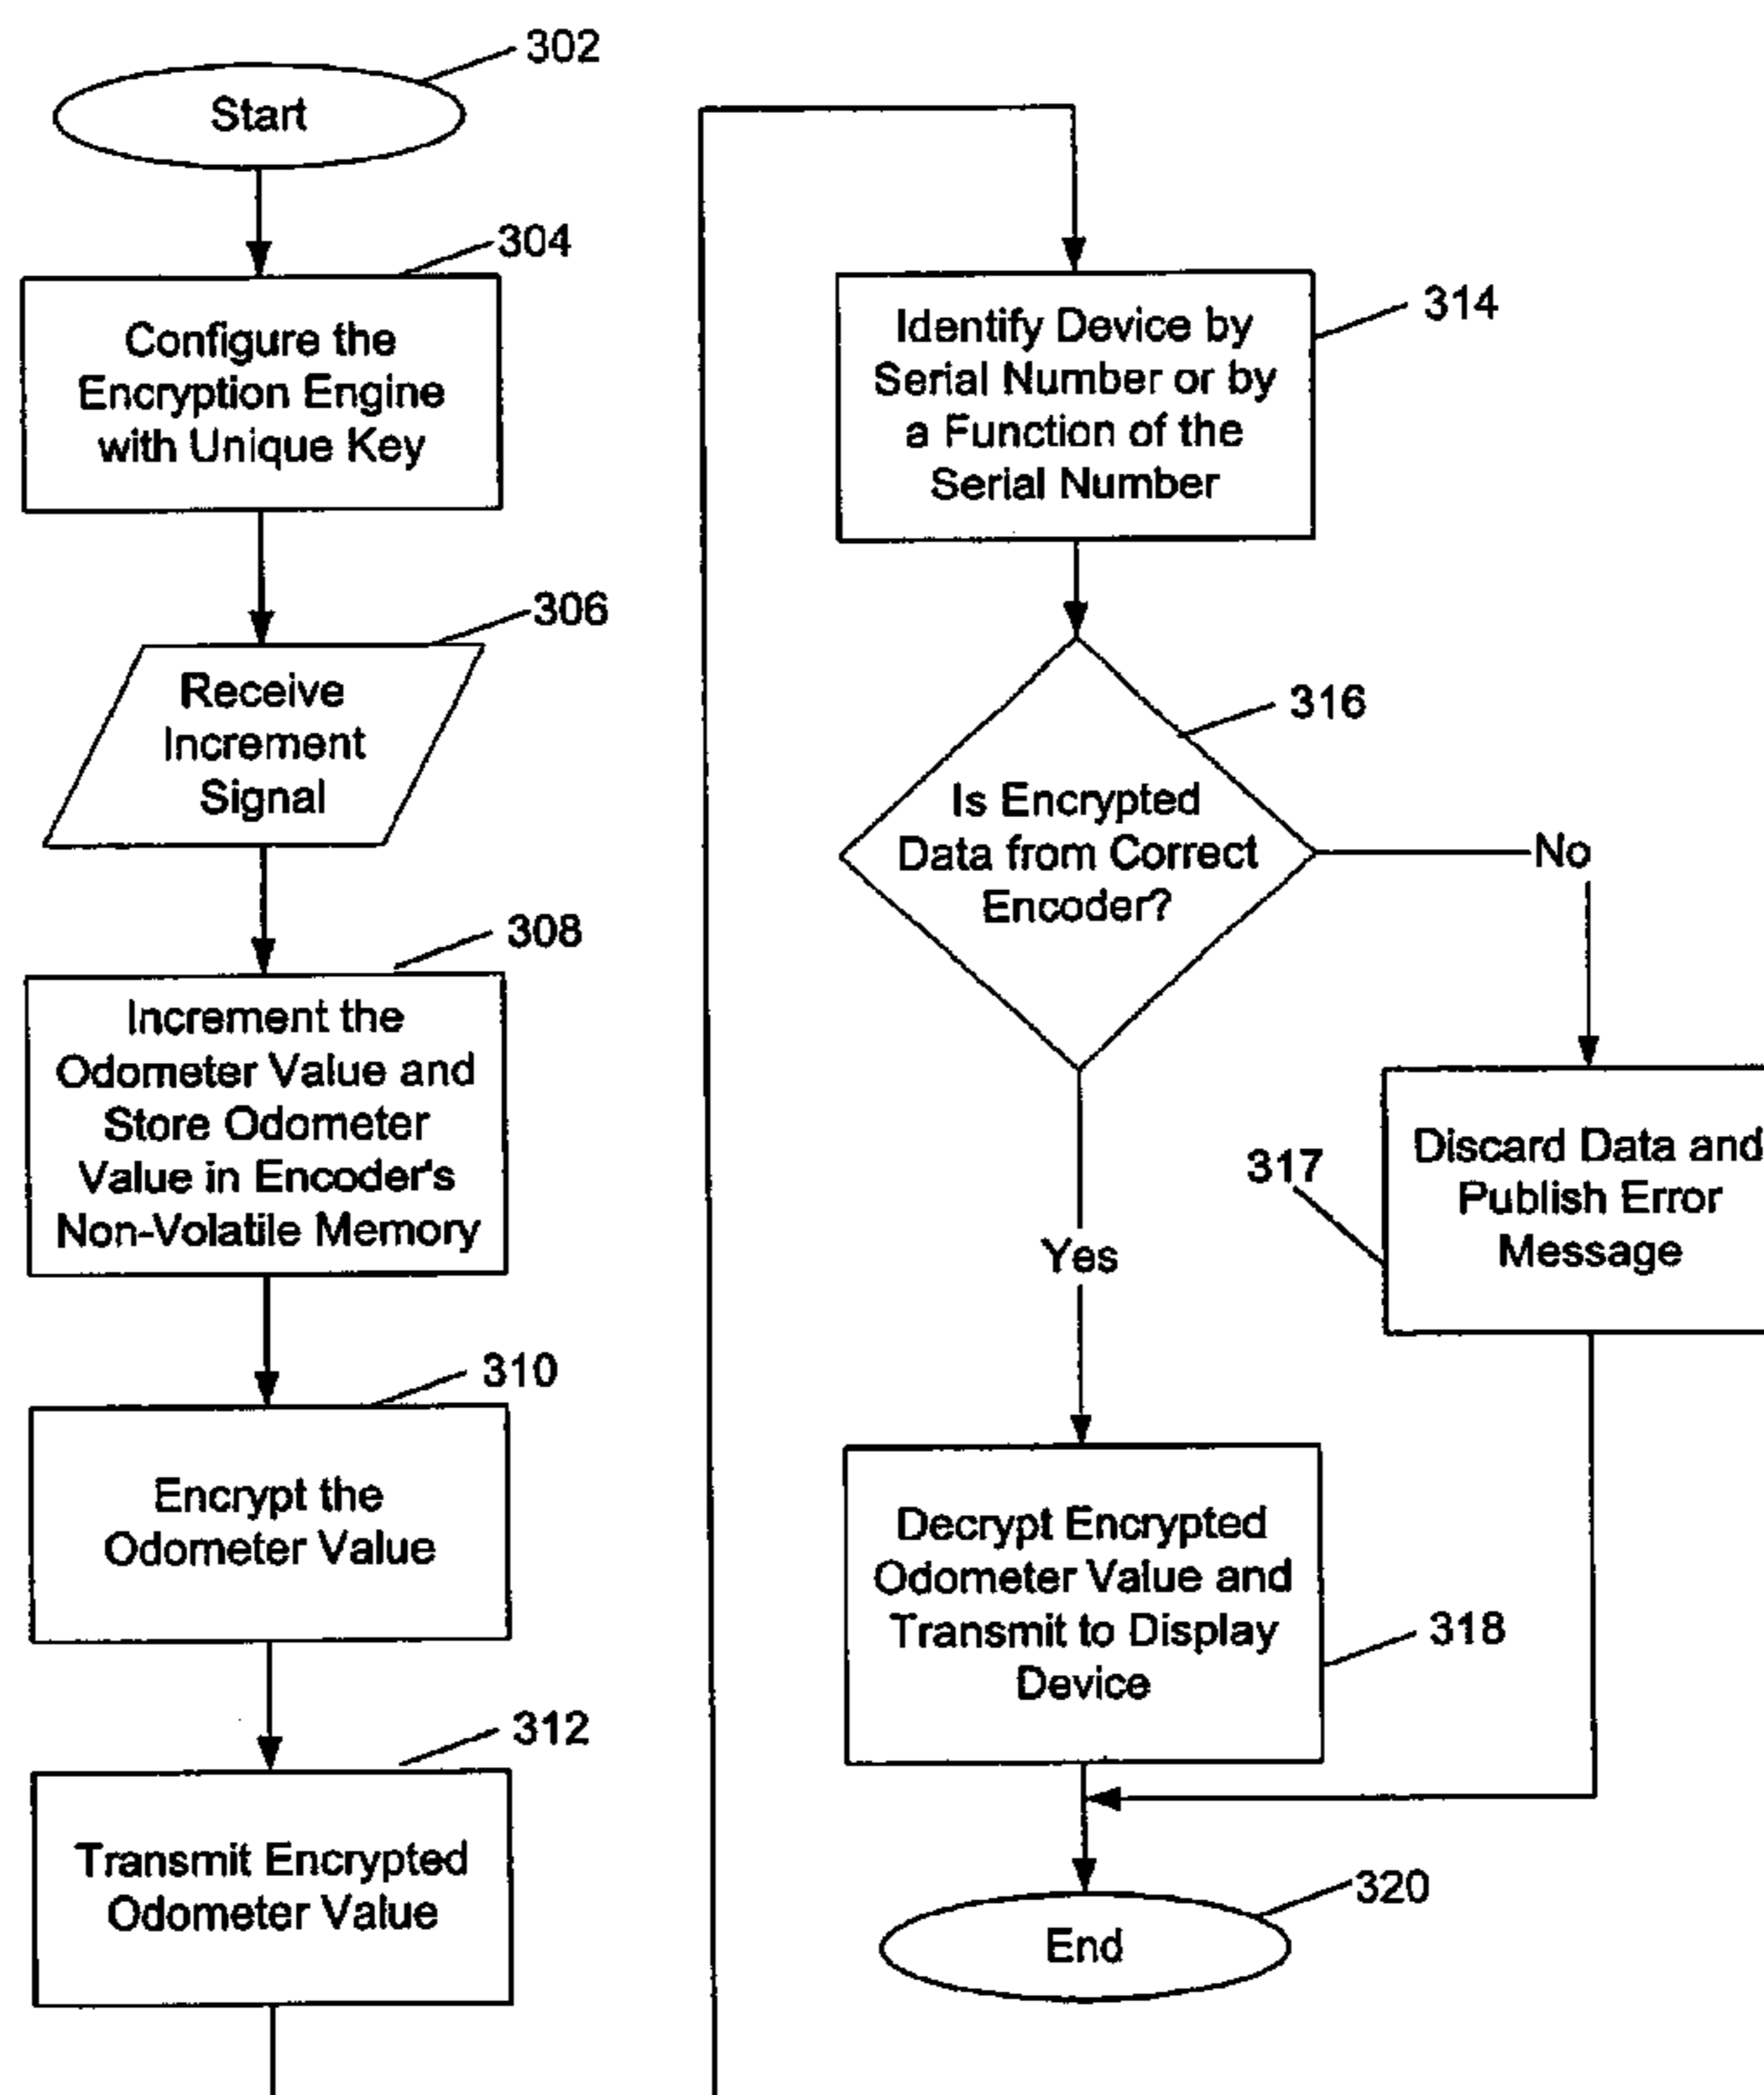 302
Start
304
Configure the
Encryption Engine
with Unique Key
306
Receive
Increment
Signal
308
Increment the
Odometer Value and
Store Odometer
Value in Encoder's
Non-Volatile Memory
310
Encrypt the
Odometer Value
312
Transmit Encrypted
Odometer Value
314
Identify Device by
Serial Number or by
a Function of the
Serial Number
316
Is Encrypted
Data from Correct
Encoder?
No
317
Discard Data and
Publish Error
Message
Yes
318
Decrypt Encrypted
Odometer Value and
Transmit to Display
Device
320
End